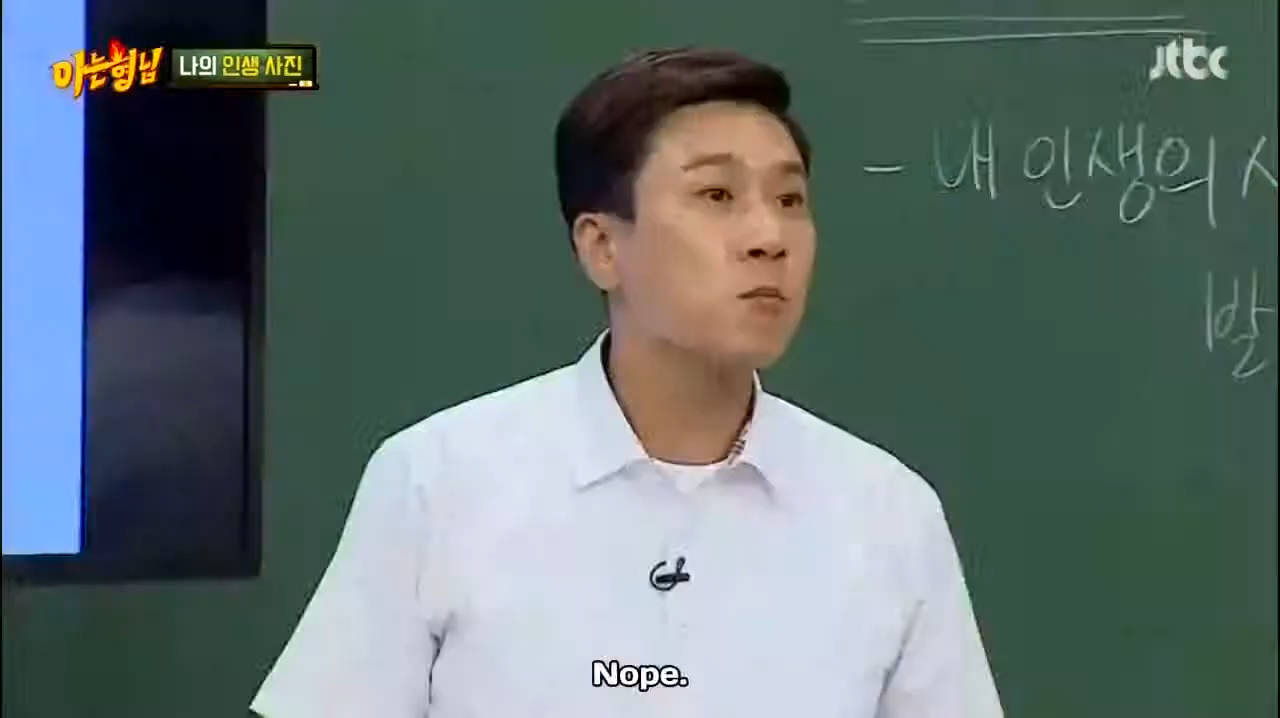 아는형님
나의 인생 사진
jtbc
- 내 인생의 사
발
Nope.